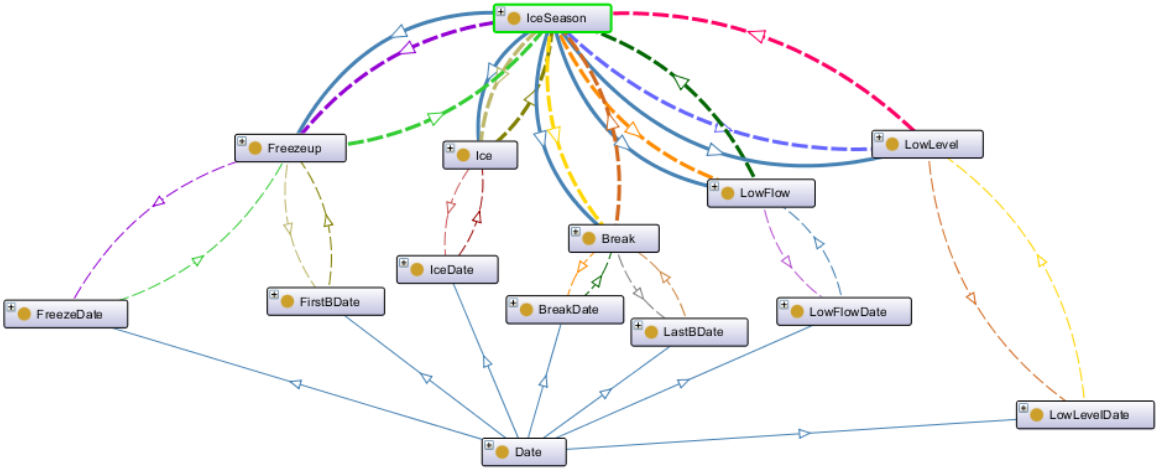 IceSeason
Freezeup
Ice
LowLevel
LowFlow
Break
IceDate
FreezeDate
FirstBDate
BreakDate
LowFlowDate
LastBDate
LowLevelDate
Date